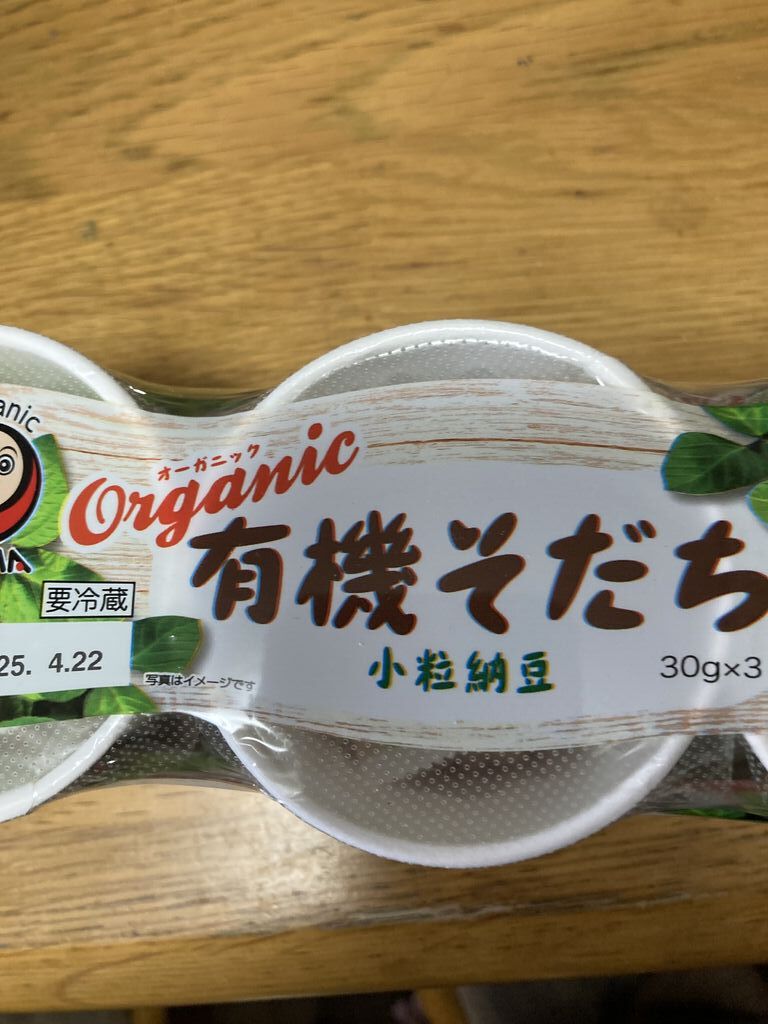 anic
オーガニック
Organic
有機そだち
要冷蔵
25. 4.22
写真はイメージです
小粒納豆
30g×3